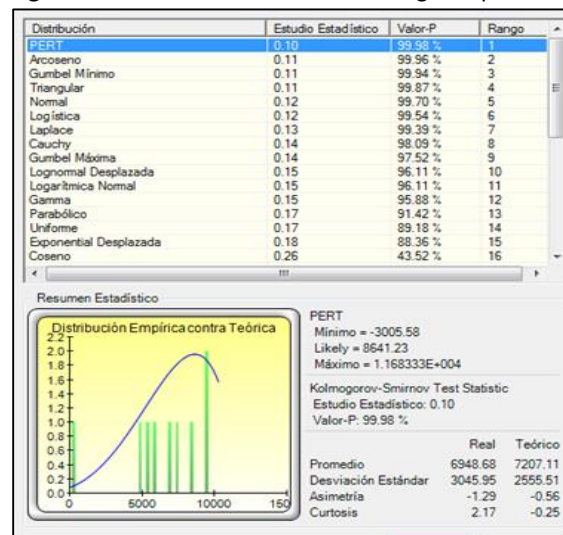 Distribución Estudio Estadístico Valor-P Rango
PERT 0.10 99.98 % 1
Arcoseno 0.11 99.96 % 2
Gumbel Mínimo 0.11 99.94 % 3
Triangular 0.11 99.87 % 4
Normal 0.12 99.70 % 5
Logística 0.12 99.54 % 6
Laplace 0.13 99.39 % 7
Cauchy 0.14 98.09 % 8
Gumbel Máxima 0.14 97.52 % 9
Lognormal Desplazada 0.15 96.11 % 10
Logarítmica Normal 0.15 96.11 % 11
Gamma 0.15 95.88 % 12
Parabólico 0.17 91.42 % 13
Uniforme 0.17 89.18 % 14
Exponential Desplazada 0.18 88.36 % 15
Coseno 0.26 43.52 % 16
Resumen Estadístico
Distribución Empírica contra Teórica
2.2
2.0
1.8
1.6
1.4
1.2
1.0
0.8
0.6
0.4
0.2
0.0
0 5000 10000 150
PERT
Mínimo = -3005.58
Likely = 8641.23
Máximo = 1.168333E+004
Kolmogorov-Smirnov Test Statistic
Estudio Estadístico: 0.10
Valor-P: 99.98 %
Real Teórico
Promedio 6948.68 7207.11
Desviación Estándar 3045.95 2555.51
Asimetría -1.29 -0.56
Curtosis 2.17 -0.25